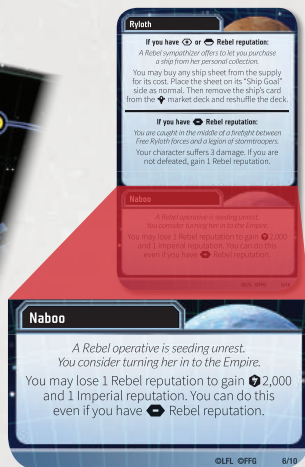 Ryloth
If you have or Rebel reputation:
A Rebel sympathizer offers to let you purchase
a ship from her personal collection.
You may buy any ship sheet from the supply
for its cost. Place the sheet on its "Ship Goal"
side as normal. Then remove the ship's card
from the market deck and reshuffle the deck.
If you have Rebel reputation:
You are caught in the middle of a firefight between
Free Ryloth forces and a legion of stormtroopers.
Your character suffers 3 damage. If you are
not defeated, gain 1 Rebel reputation.
Naboo
A Rebel operative is seeding unrest.
You consider turning her in to the Empire.
You may lose 1 Rebel reputation to gain 2,000
and 1 Imperial reputation. You can do this
even if you have Rebel reputation.
©LFL ©FFG 6/10
Naboo
A Rebel operative is seeding unrest.
You consider turning her in to the Empire.
You may lose 1 Rebel reputation to gain 2,000
and 1 Imperial reputation. You can do this
even if you have Rebel reputation.
©LFL ©FFG 6/10